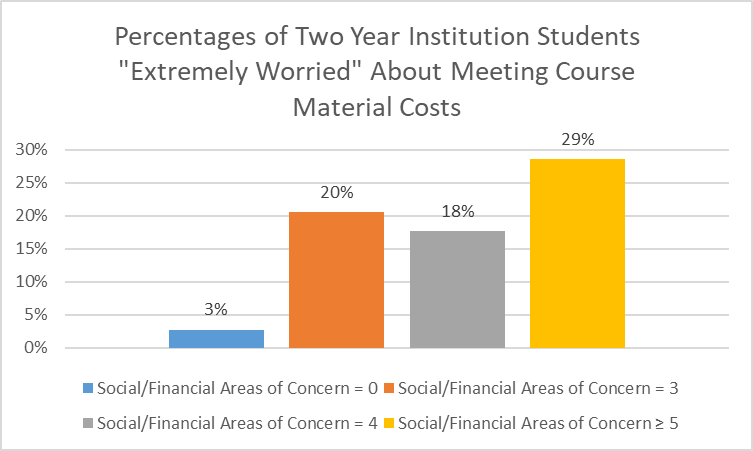 Percentages of Two Year Institution Students
"Extremely Worried" About Meeting Course
Material Costs
30%
25%
20%
15%
10%
5%
0%
3%
20%
18%
29%
Social/Financial Areas of Concern = 0 Social/Financial Areas of Concern = 3
Social/Financial Areas of Concern = 4 Social/Financial Areas of Concern ≥ 5